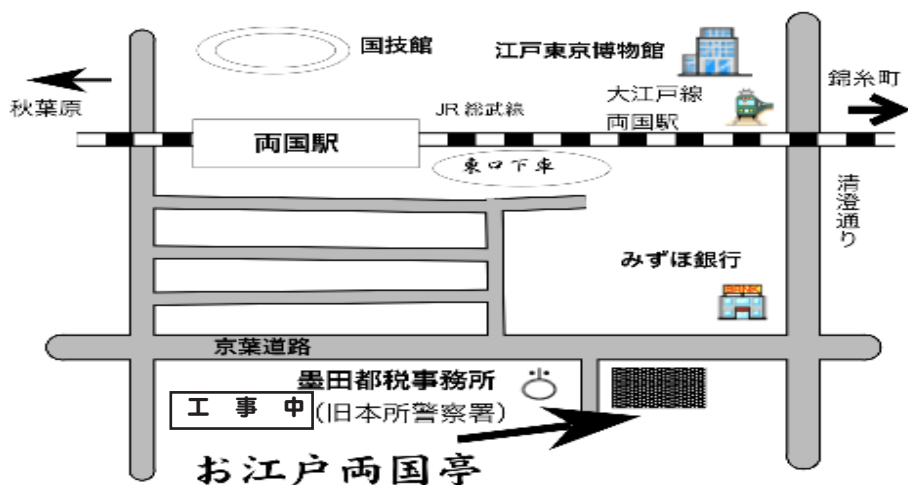 国技館
江戸東京博物館
錦糸町
秋葉原
JR総武線
大江戸線
両国駅
両国駅
東口下車
清澄通り
みずほ銀行
BANK
京葉道路
墨田都税事務所
工事中
(旧本所警察署)
お江戸両国亭